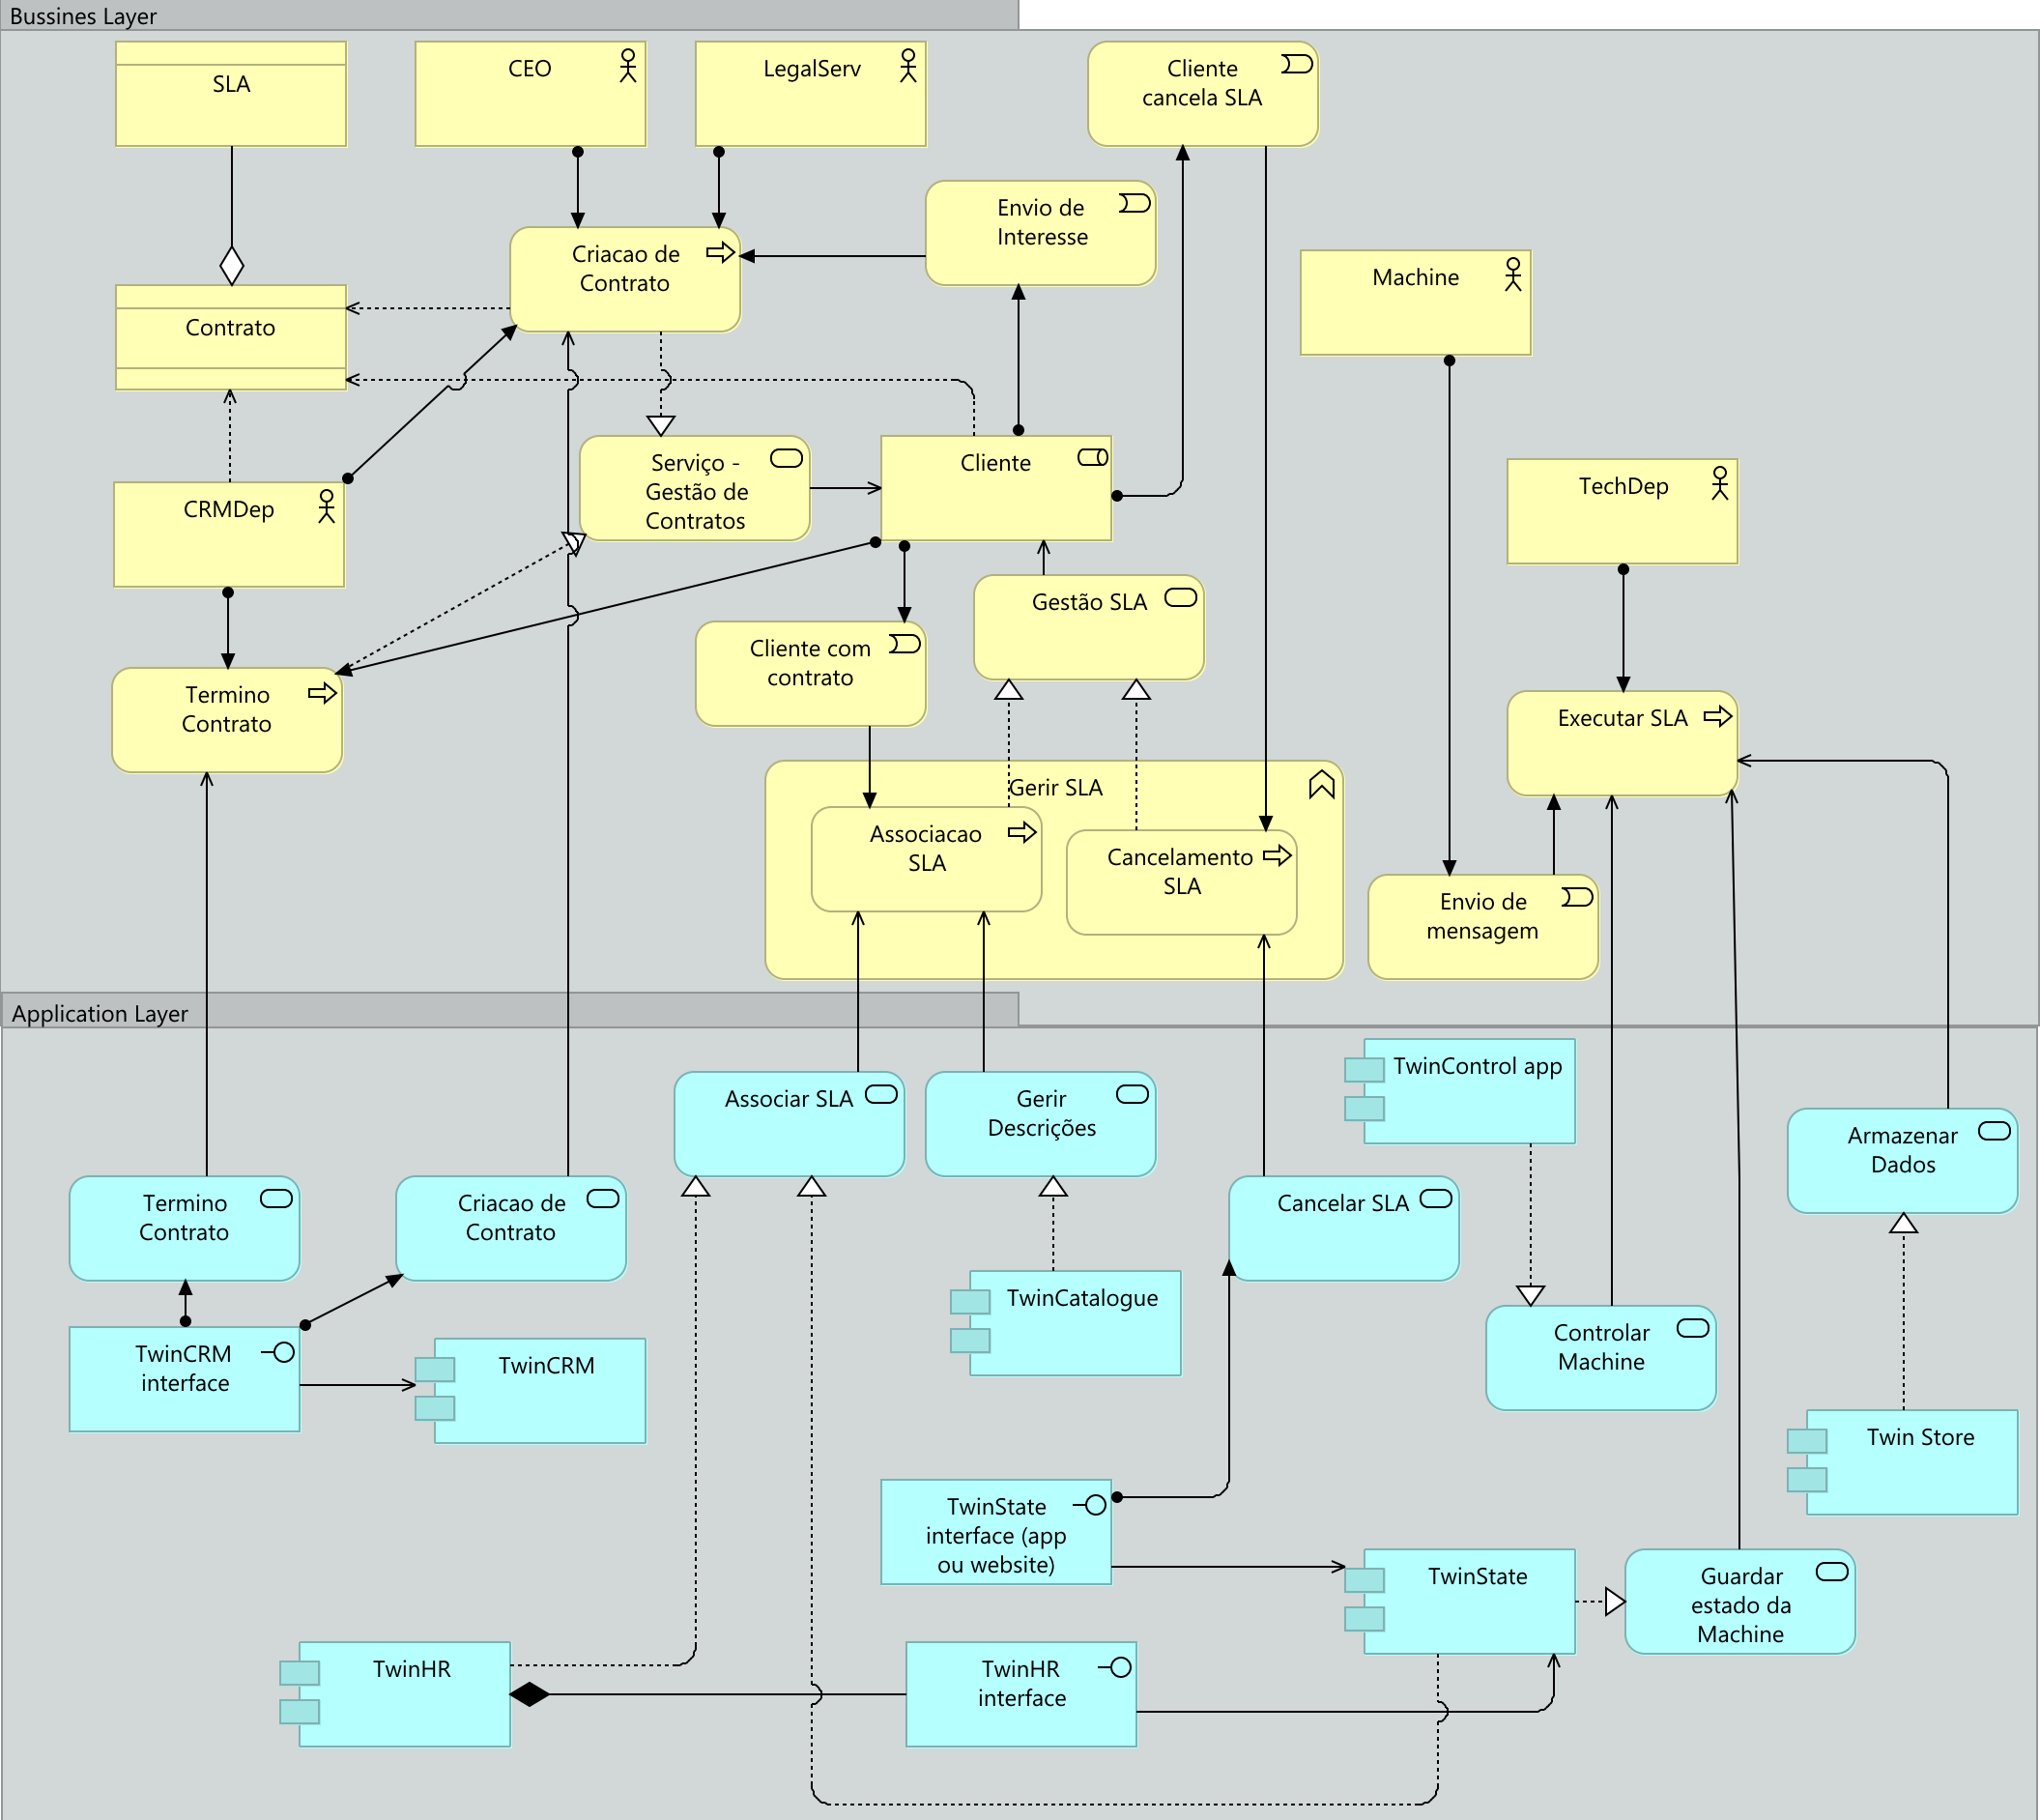 Bussines Layer
SLA
CEO
LegalServ
Cliente
cancela SLA
Envio de
Interesse
Criacao de
Contrato
Machine
Contrato
Serviço -
Gestão de
Contratos
Cliente
TechDep
CRMDep
Gestão SLA
Cliente com
contrato
Termino
Contrato
Executar SLA
Gerir SLA
Associacao
SLA
Cancelamento
SLA
Envio de
mensagem
Application Layer
TwinControl app
Associar SLA
Gerir
Descrições
Armazenar
Dados
Termino
Contrato
Criacao de
Contrato
Cancelar SLA
TwinCatalogue
Controlar
Machine
TwinCRM
interface
TwinCRM
Twin Store
TwinState
interface (app
ou website)
TwinState
Guardar
estado da
Machine
TwinHR
TwinHR
interface